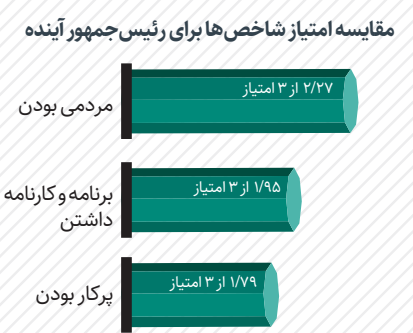 مقایسه امتیاز شاخص‌ها برای رئیس‌جمهور آینده
۲/۲۷ از ۳ امتیاز
مردمی بودن
۱/۹۵ از ۳ امتیاز
برنامه و کارنامه
داشتن
۱/۷۹ از ۳ امتیاز
پرکار بودن